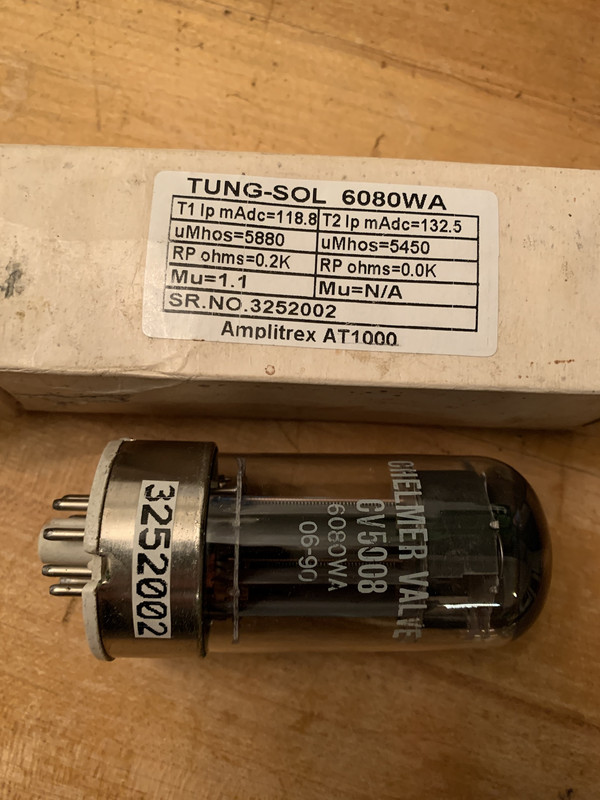 TUNG-SOL 6080WA
T1 Ip mAdc=118.8 T2 Ip mAdc=132.5
uMhos=5880 uMhos=5450
RP ohms=0.2K RP ohms=0.0K
Mu=1.1 Mu=N/A
SR.NO.3252002
Amplitrex AT1000
3252002
CHELMER VALVE
CV5008
6080WA
06-90